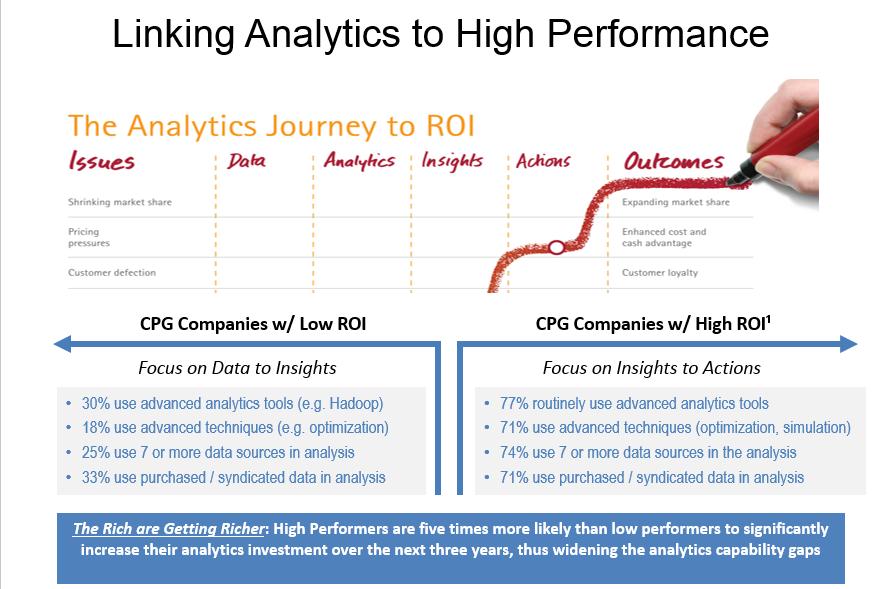 Linking Analytics to High Performance
The Analytics Journey to ROI
Issues Data Analytics Insights Actions Outcomes
Shrinking market share Expanding market share
Pricing Enhanced cost and
pressures cash advantage
Customer defection Customer loyalty
CPG Companies w/ Low ROI
Focus on Data to Insights
• 30% use advanced analytics tools (e.g. Hadoop)
• 18% use advanced techniques (e.g. optimization)
• 25% use 7 or more data sources in analysis
• 33% use purchased / syndicated data in analysis
CPG Companies w/ High ROI¹
Focus on Insights to Actions
• 77% routinely use advanced analytics tools
• 71% use advanced techniques (optimization, simulation)
• 74% use 7 or more data sources in the analysis
• 71% use purchased / syndicated data in analysis
The Rich are Getting Richer: High Performers are five times more likely than low performers to significantly
increase their analytics investment over the next three years, thus widening the analytics capability gaps